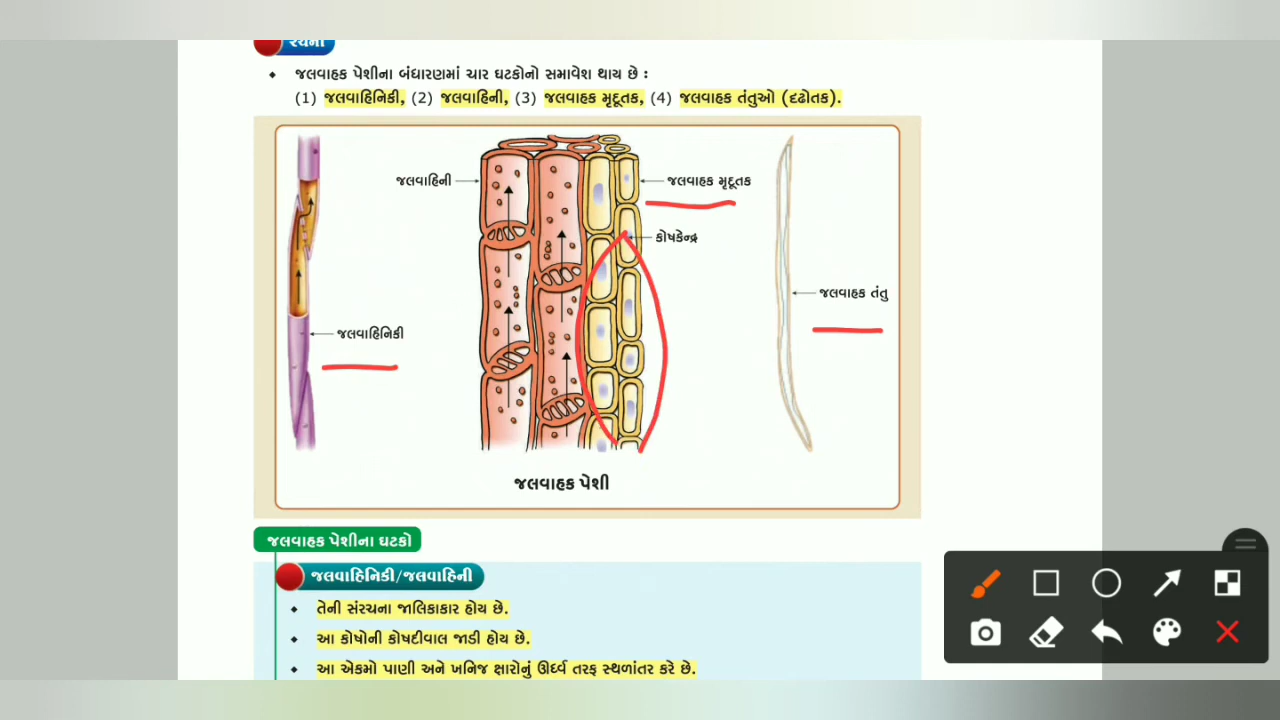 રચના
જલવાહક પેશીના બંધારણમાં ચાર ઘટકોનો સમાવેશ થાય છે :
(1) જલવાહિનિકી, (2) જલવાહિની, (3) જલવાહક મૃદૂતક, (4) જલવાહક તંતુઓ (દઢોતક).
જલવાહિની
જલવાહક મૃદૂતક
કોષકેન્દ્ર
જલવાહક તંતુ
જલવાહિનિકી
જલવાહક પેશી
જલવાહક પેશીના ઘટકો
જલવાહિનિકી/જલવાહિની
તેની સંરચના જાલિકાકાર હોય છે.
આ કોષોની કોષદીવાલ જાડી હોય છે.
આ એકમો પાણી અને ખનિજ ક્ષારોનું ઊર્ધ્વ તરફ સ્થળાંતર કરે છે.